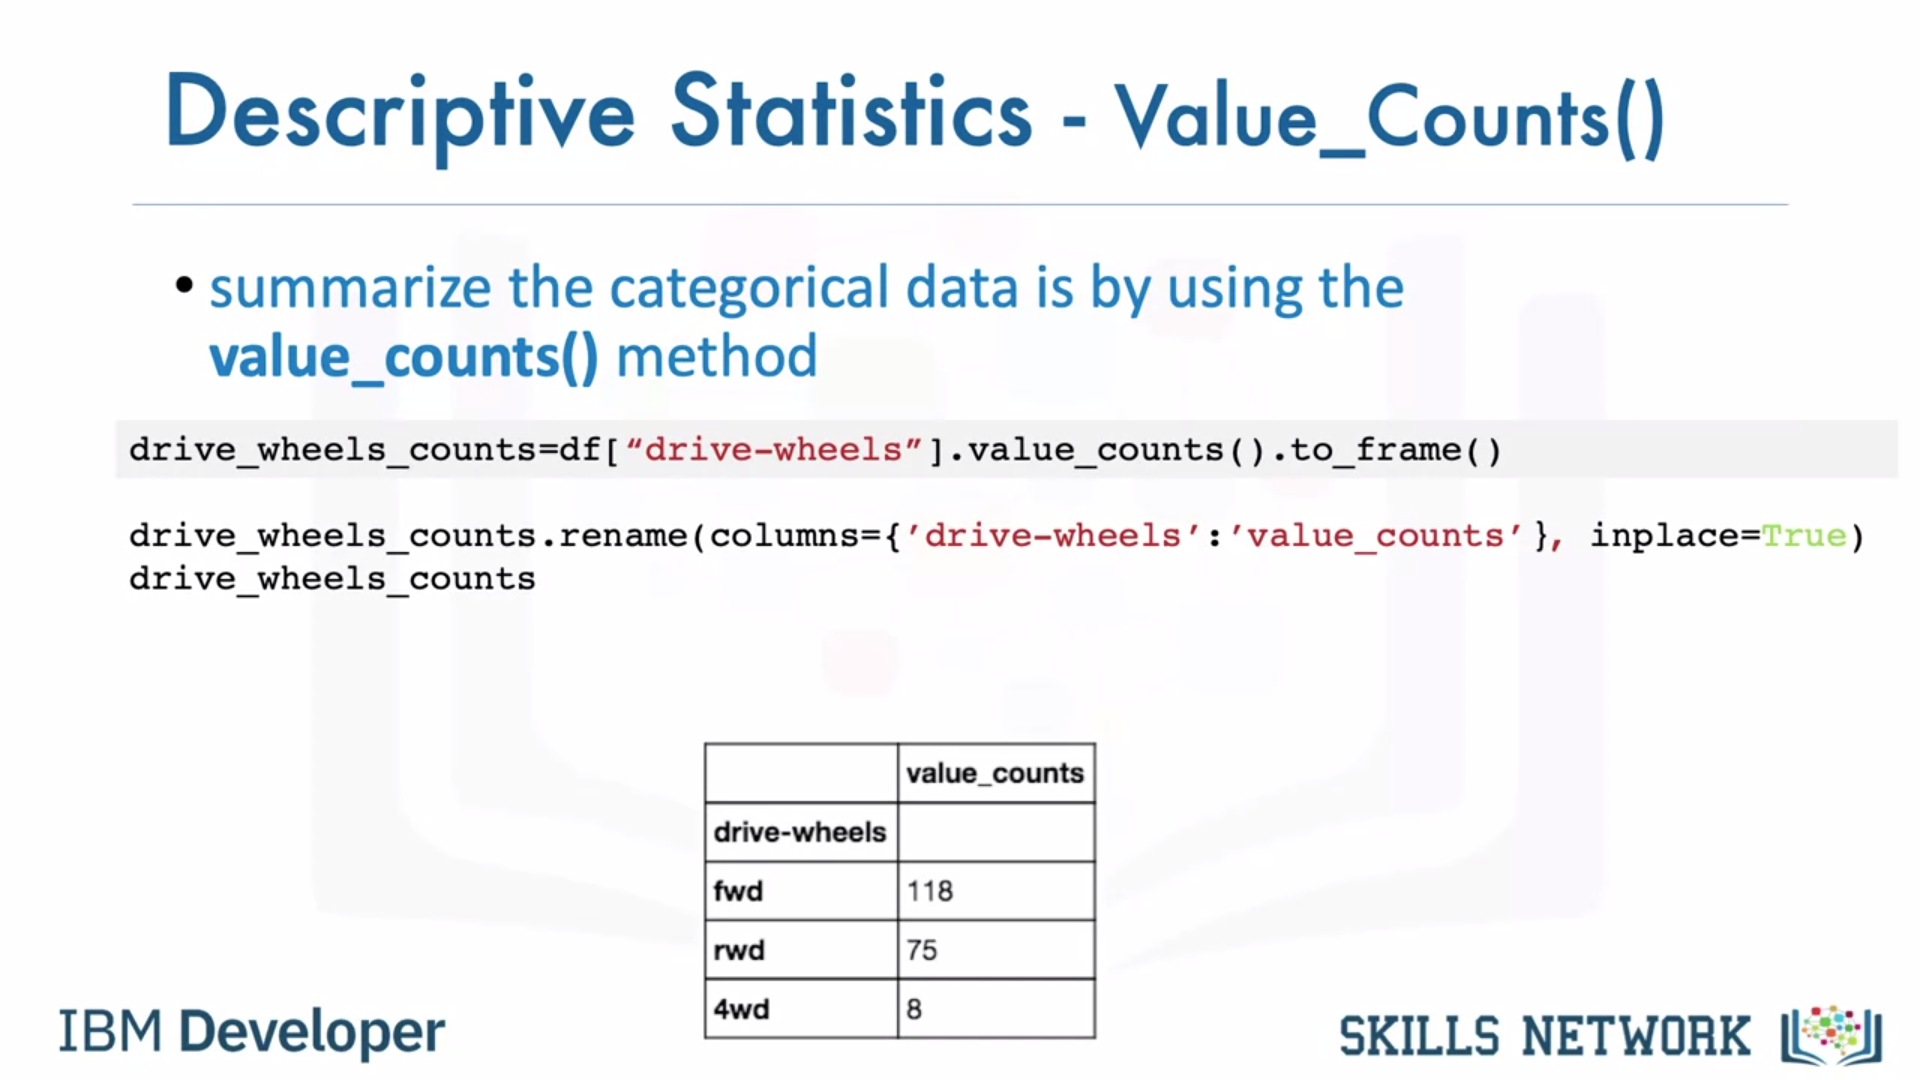 Descriptive Statistics - Value_Counts()
• summarize the categorical data is by using the
value_counts() method
drive_wheels_counts=df[“drive-wheels”].value_counts().to_frame()
drive_wheels_counts.rename(columns={’drive-wheels’:’value_counts’}, inplace=True)
drive_wheels_counts
value_counts
drive-wheels
fwd 118
rwd 75
4wd 8
IBM Developer
SKILLS NETWORK